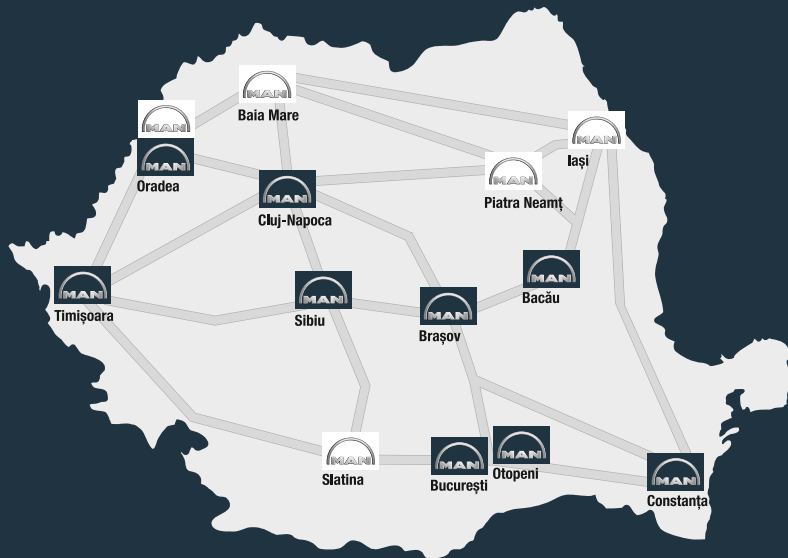 MAN
Baia Mare
MAN
MAN
Oradea
MAN
Iași
MAN
Piatra Neamț
MAN
Cluj-Napoca
MAN
Timișoara
MAN
Sibiu
MAN
Brașov
MAN
Bacău
MAN
Slatina
MAN
București
MAN
Otopeni
MAN
Constanța